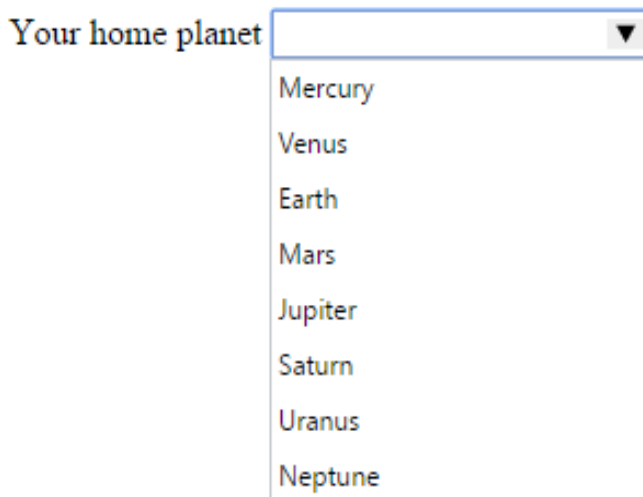 Your home planet
Mercury
Venus
Earth
Mars
Jupiter
Saturn
Uranus
Neptune